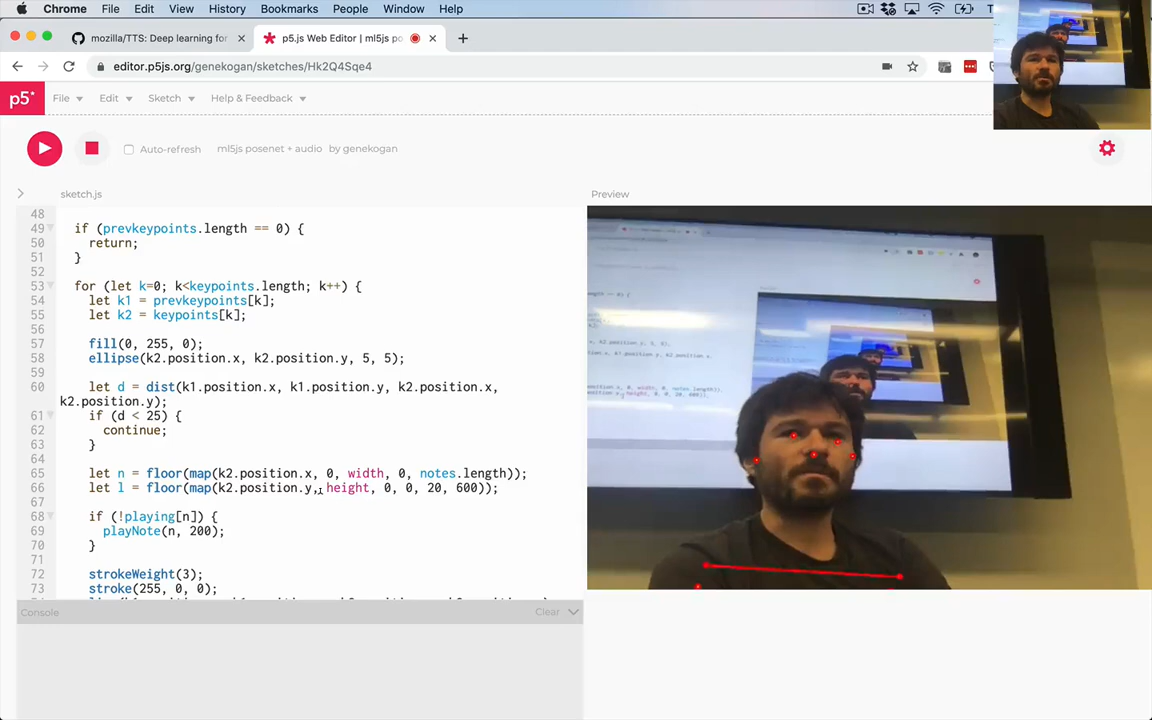 Chrome File Edit View History Bookmarks People Window Help
mozilla/TTS: Deep learning for
p5.js Web Editor | ml5js po
editor.p5js.org/genekogan/sketches/Hk2Q4Sqe4
p5* File Edit Sketch Help & Feedback
Auto-refresh ml5js posenet + audio by genekogan
sketch.js
Preview
48
49 if (prevkeypoints.length == 0) {
50 return;
51 }
52
53 for (let k=0; k<keypoints.length; k++) {
54 let k1 = prevkeypoints[k];
55 let k2 = keypoints[k];
56
57 fill(0, 255, 0);
58 ellipse(k2.position.x, k2.position.y, 5, 5);
59
60 let d = dist(k1.position.x, k1.position.y, k2.position.x,
k2.position.y);
61 if (d < 25) {
62 continue;
63 }
64
65 let n = floor(map(k2.position.x, 0, width, 0, notes.length));
66 let l = floor(map(k2.position.y, height, 0, 0, 20, 600));
67
68 if (!playing[n]) {
69 playNote(n, 200);
70 }
71
72 strokeWeight(3);
73 stroke(255, 0, 0);
Console
Clear